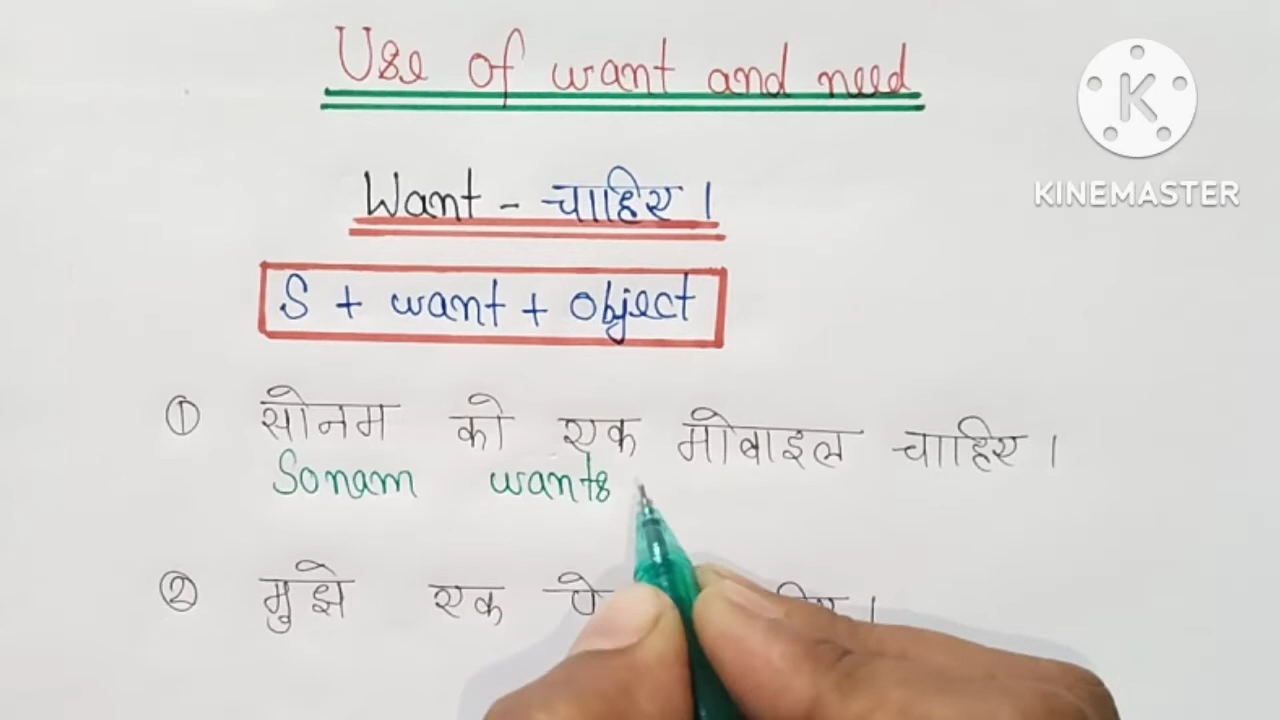 Use of want and need
K
KINEMASTER
Want - चाहिए।
S + want + object
① सोनम को एक मोबाइल चाहिए।
Sonam wants
② मुझे एक